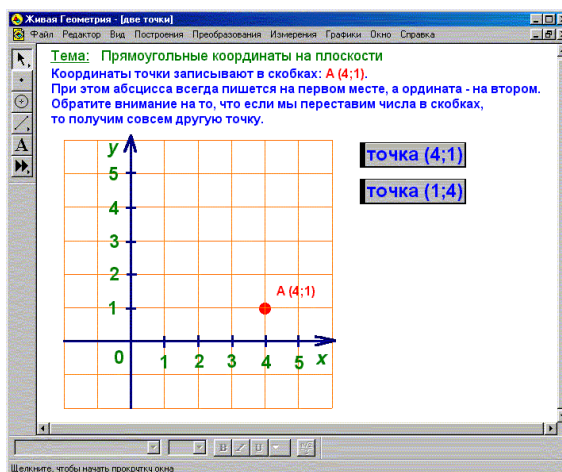 Живая Геометрия - [две точки]
Файл Редактор Вид Построения Преобразования Измерения Графики Окно Справка
Тема: Прямоугольные координаты на плоскости
Координаты точки записывают в скобках: А (4;1).
При этом абсцисса всегда пишется на первом месте, а ордината - на втором.
Обратите внимание на то, что если мы переставим числа в скобках,
то получим совсем другую точку.
точка (4;1)
точка (1;4)
y
5
4
3
2
1
A (4;1)
0 1 2 3 4 5 x
A
B I U
Щелкните, чтобы начать прокрутку окна